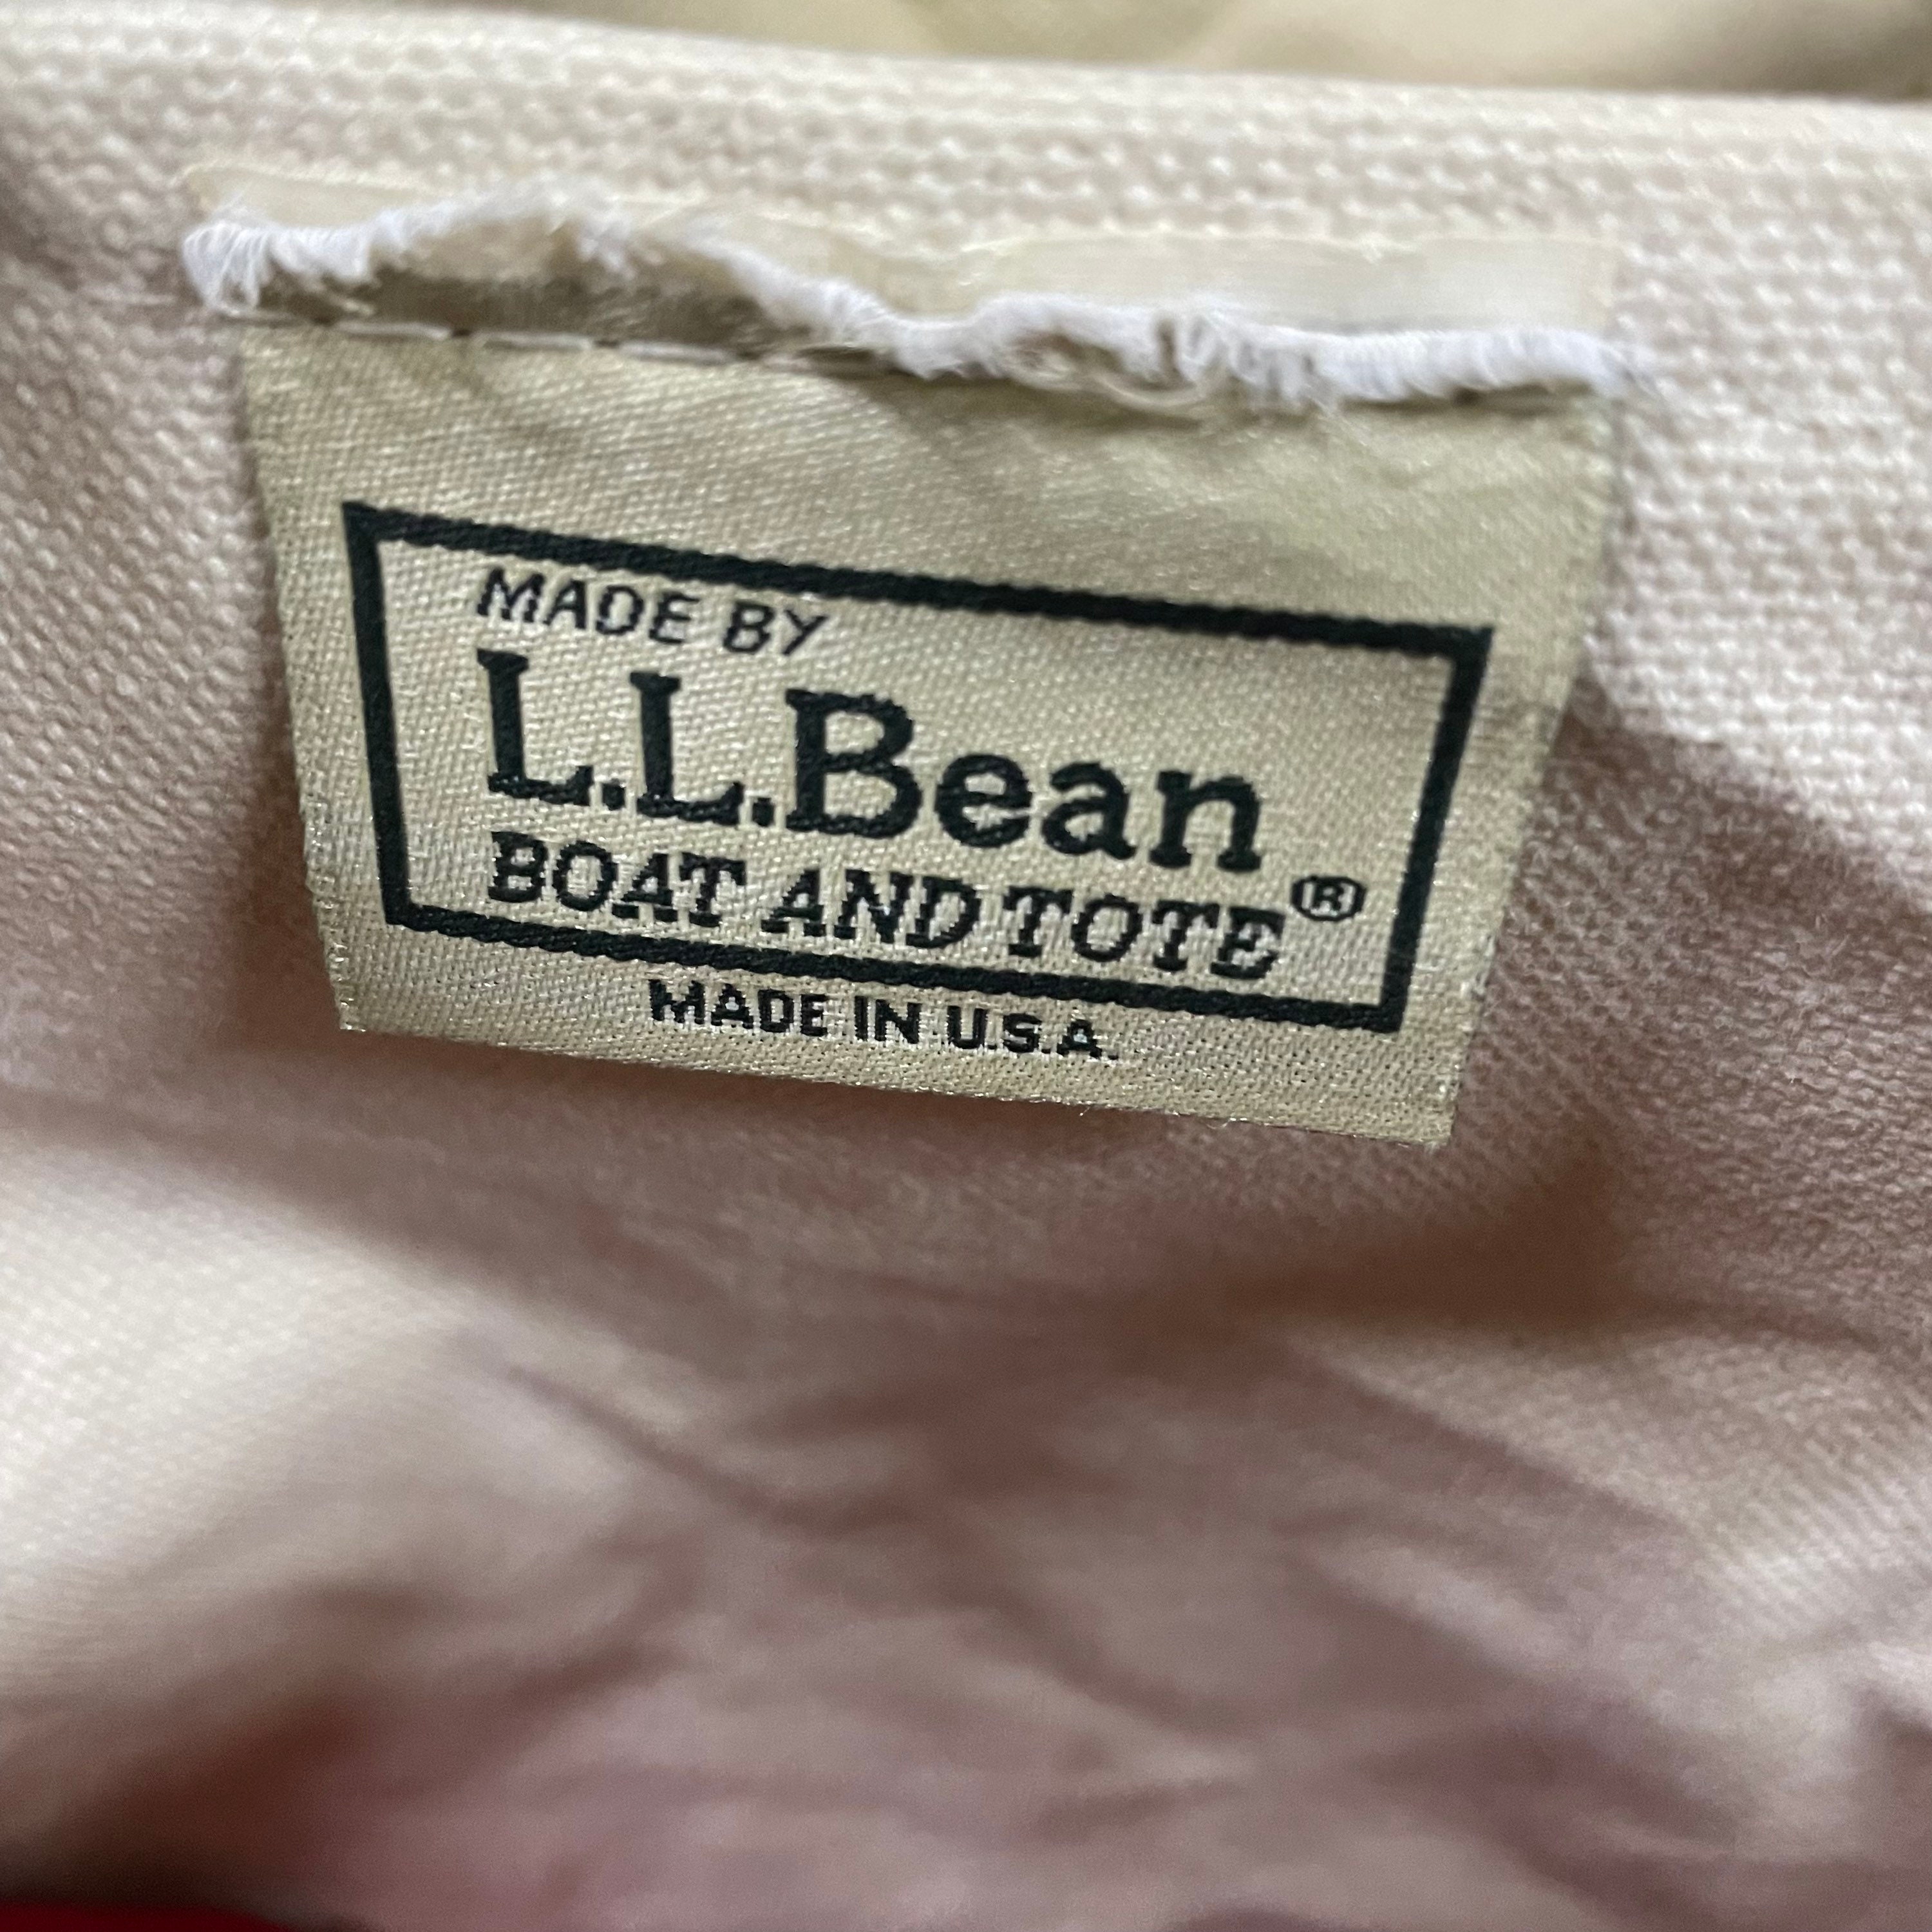 MADE BY
L.L.Bean
BOAT AND TOTE®
MADE IN U.S.A.